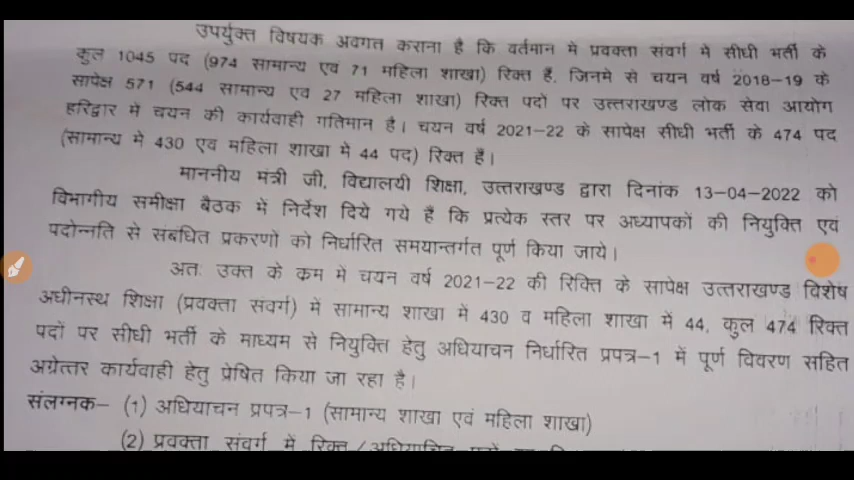 उपर्युक्त विषयक अवगत कराना है कि वर्तमान मे प्रवक्ता संवर्ग मे सीधी भर्ती के
कुल 1045 पद (974 सामान्य एवं 71 महिला शाखा) रिक्त हैं, जिनमे से चयन वर्ष 2018-19 के
सापेक्ष 571 (544 सामान्य एव 27 महिला शाखा) रिक्त पदो पर उत्तराखण्ड लोक सेवा आयोग
हरिद्वार में चयन की कार्यवाही गतिमान है। चयन वर्ष 2021-22 के सापेक्ष सीधी भर्ती के 474 पद
(सामान्य मे 430 एव महिला शाखा मे 44 पद) रिक्त हैं।
माननीय मंत्री जी, विद्यालयी शिक्षा, उत्तराखण्ड द्वारा दिनांक 13-04-2022 को
विभागीय समीक्षा बैठक में निर्देश दिये गये हैं कि प्रत्येक स्तर पर अध्यापकों की नियुक्ति एवं
पदोन्नति से संबधित प्रकरणों को निर्धारित समयान्तर्गत पूर्ण किया जाये।
अतः उक्त के कम में चयन वर्ष 2021-22 की रिक्ति के सापेक्ष उत्तराखण्ड विशेष
अधीनस्थ शिक्षा (प्रवक्ता संवर्ग) में सामान्य शाखा में 430 व महिला शाखा में 44, कुल 474 रिक्त
पदों पर सीधी भर्ती के माध्यम से नियुक्ति हेतु अधियाचन निर्धारित प्रपत्र-1 में पूर्ण विवरण सहित
अग्रेत्तर कार्यवाही हेतु प्रेषित किया जा रहा है।
संलग्नक- (1) अधियाचन प्रपत्र-1 (सामान्य शाखा एवं महिला शाखा)
(2) प्रवक्ता संवर्ग में रिक्त/अधियाचित